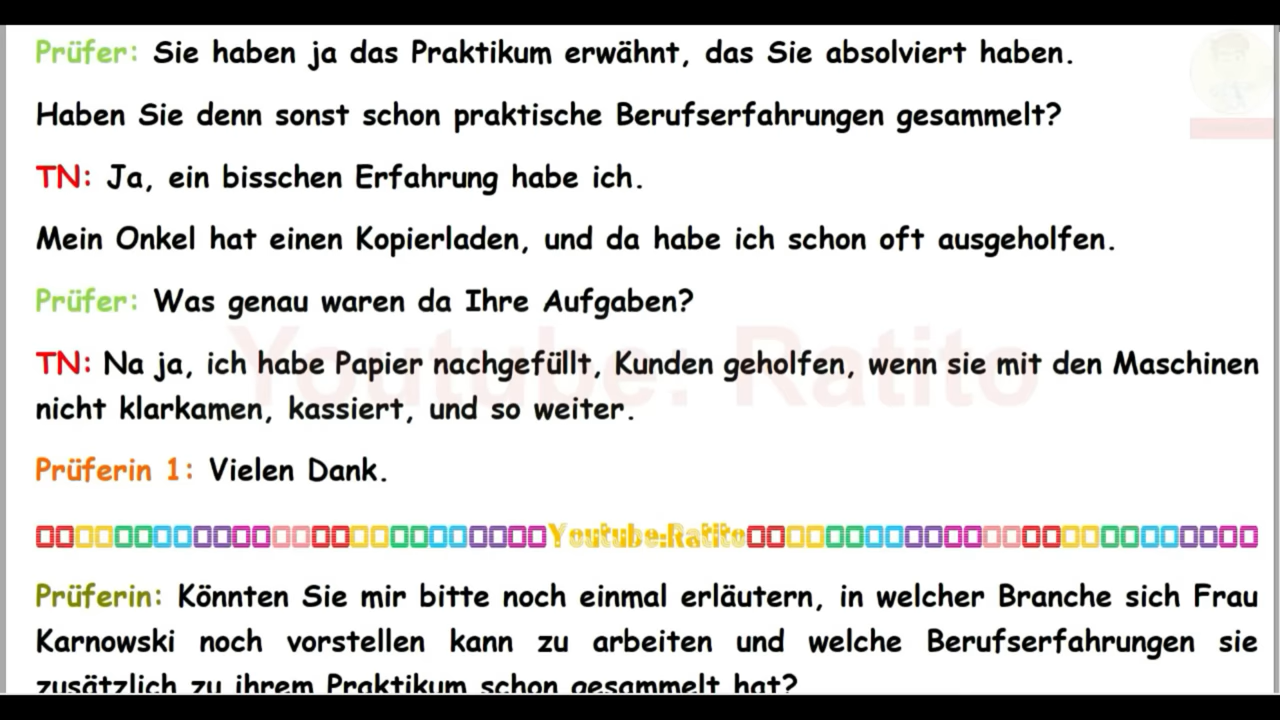 Prüfer: Sie haben ja das Praktikum erwähnt, das Sie absolviert haben.
Haben Sie denn sonst schon praktische Berufserfahrungen gesammelt?
TN: Ja, ein bisschen Erfahrung habe ich.
Mein Onkel hat einen Kopierladen, und da habe ich schon oft ausgeholfen.
Prüfer: Was genau waren da Ihre Aufgaben?
Youtube: Ratito
TN: Na ja, ich habe Papier nachgefüllt, Kunden geholfen, wenn sie mit den Maschinen
nicht klarkamen, kassiert, und so weiter.
Prüferin 1: Vielen Dank.
Youtube:Ratito
Prüferin: Könnten Sie mir bitte noch einmal erläutern, in welcher Branche sich Frau
Karnowski noch vorstellen kann zu arbeiten und welche Berufserfahrungen sie
zusätzlich zu ihrem Praktikum schon gesammelt hat?